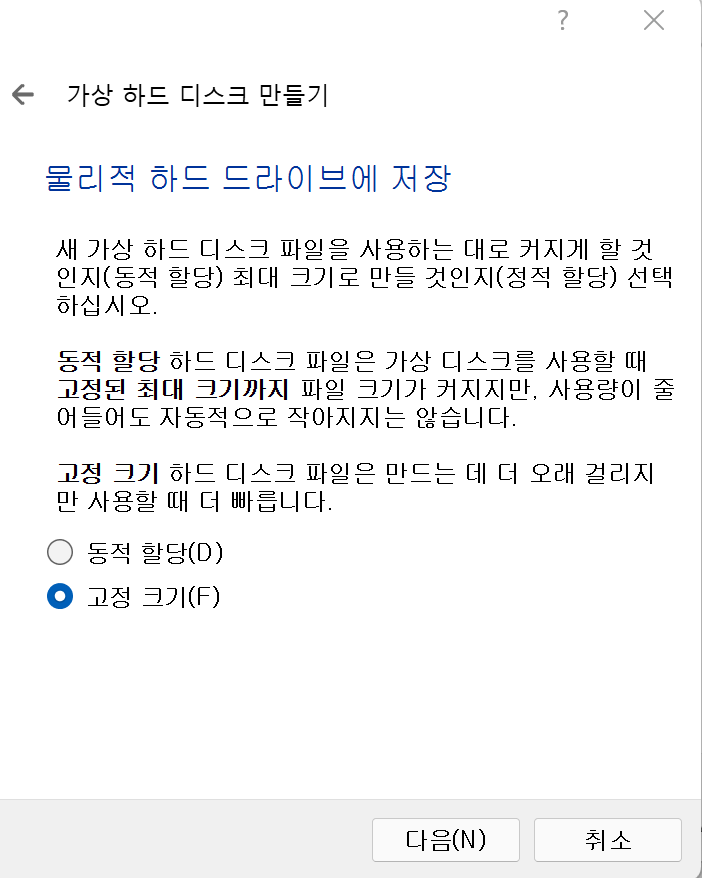 ?
가상 하드 디스크 만들기
물리적 하드 드라이브에 저장
새 가상 하드 디스크 파일을 사용하는 대로 커지게 할 것
인지(동적 할당) 최대 크기로 만들 것인지(정적 할당) 선택
하십시오.
동적 할당 하드 디스크 파일은 가상 디스크를 사용할 때
고정된 최대 크기까지 파일 크기가 커지지만, 사용량이 줄
어들어도 자동적으로 작아지지는 않습니다.
고정 크기 하드 디스크 파일은 만드는 데 더 오래 걸리지
만 사용할 때 더 빠릅니다.
동적 할당(D)
고정 크기(F)
다음(N)
취소